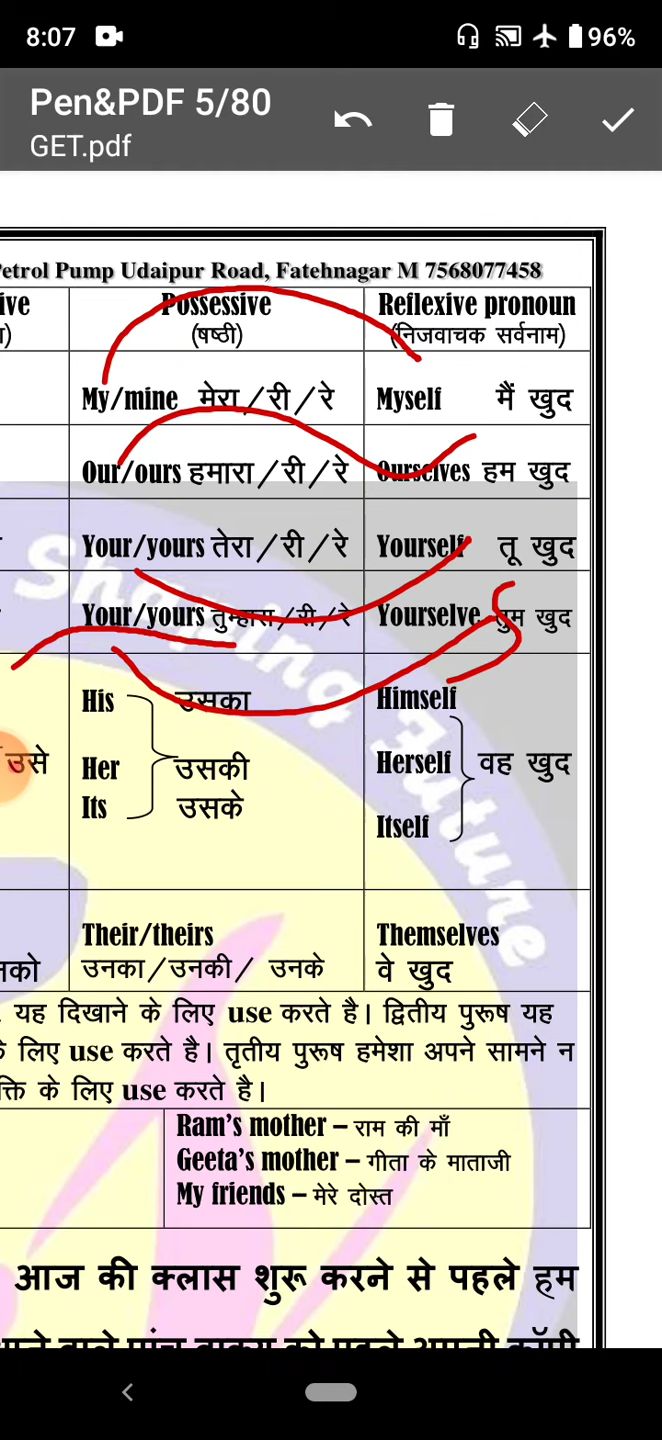 8:07
96%
Pen&PDF 5/80
GET.pdf
Petrol Pump Udaipur Road, Fatehnagar M 7568077458
Possessive Reflexive pronoun
(षष्ठी) (निजवाचक सर्वनाम)
My/mine मेरा/री/रे Myself मैं खुद
Our/ours हमारा/री/रे Ourselves हम खुद
Your/yours तेरा/री/रे Yourself तू खुद
Your/yours तुम्हारा/री/रे Yourselve तुम खुद
His उसका Himself
उसे Her उसकी Herself वह खुद
Its उसके Itself
Their/theirs Themselves
उनका/उनकी/ उनके वे खुद
यह दिखाने के लिए use करते है। द्वितीय पुरूष यह
के लिए use करते है। तृतीय पुरूष हमेशा अपने सामने न
के लिए use करते है।
Ram's mother – राम की माँ
Geeta's mother – गीता के माताजी
My friends – मेरे दोस्त
आज की क्लास शुरू करने से पहले हम
Sharing Future